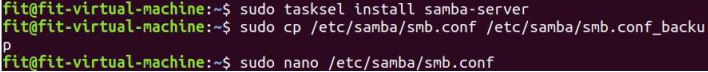 fit@fit-virtual-machine:~$ sudo tasksel install samba-server
fit@fit-virtual-machine:~$ sudo cp /etc/samba/smb.conf /etc/samba/smb.conf_backu
p
fit@fit-virtual-machine:~$ sudo nano /etc/samba/smb.conf